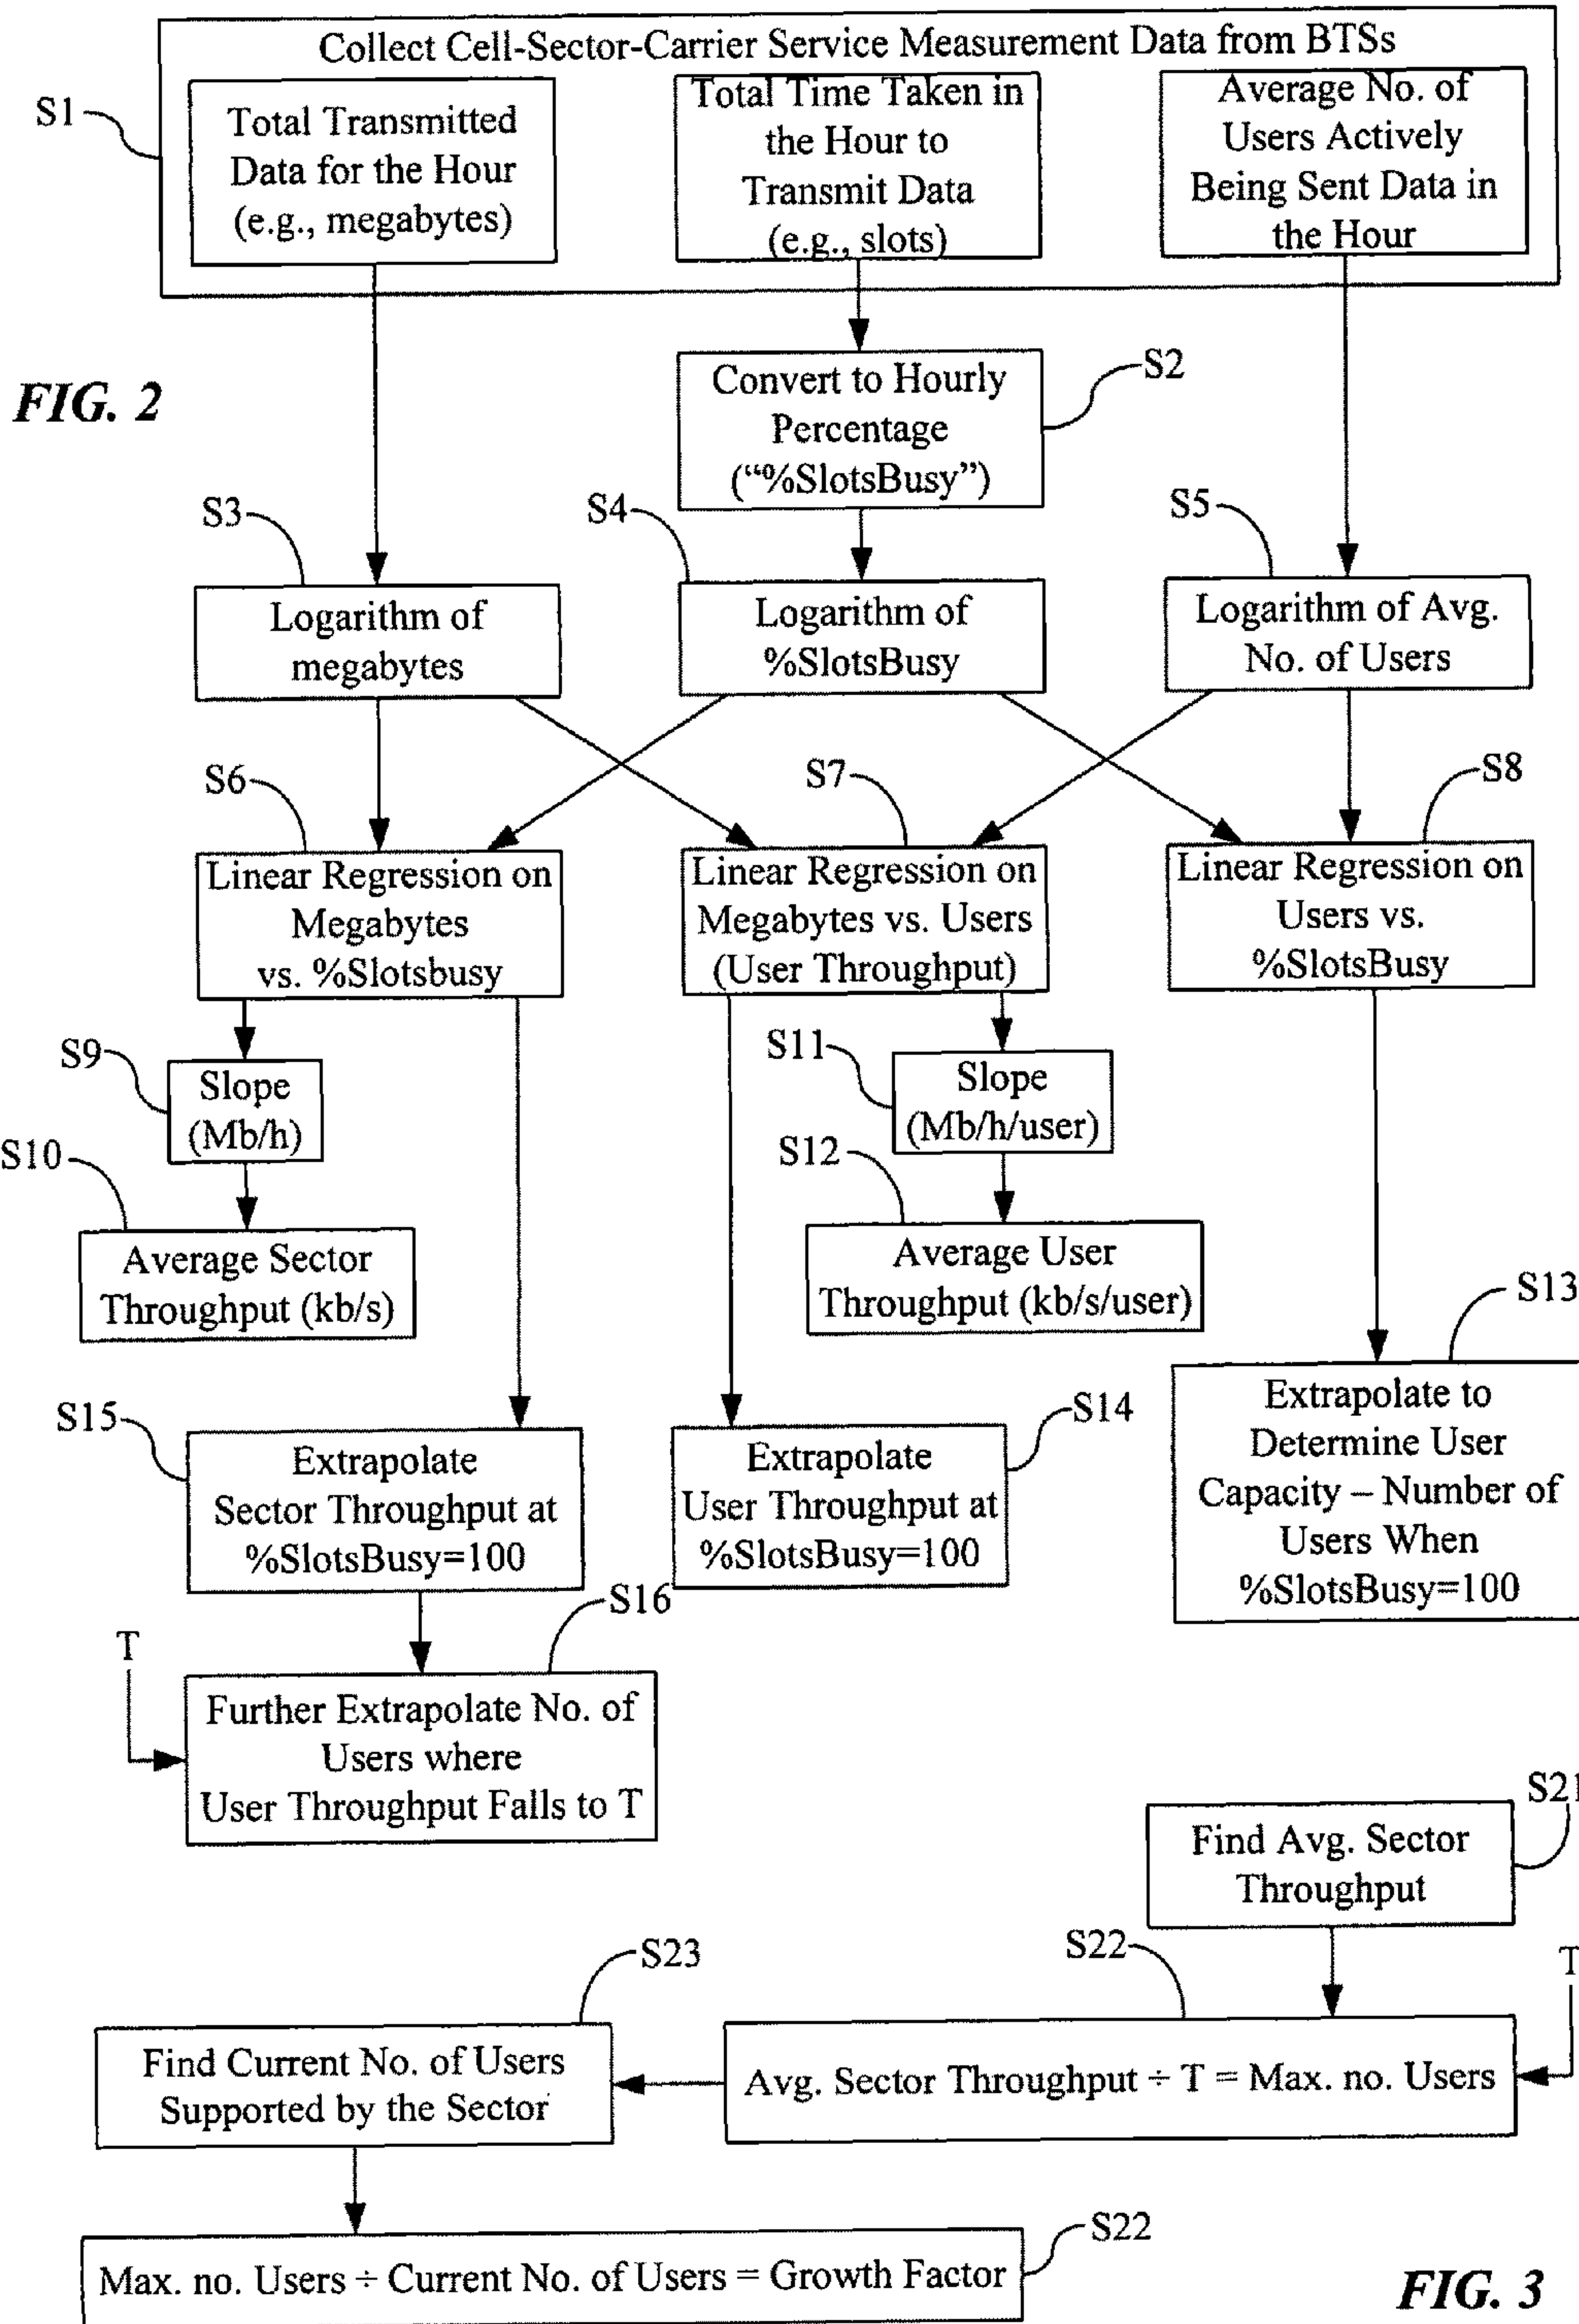 Collect Cell-Sector-Carrier Service Measurement Data from BTSs
S1
Total Transmitted
Data for the Hour
(e.g., megabytes)
Total Time Taken in
the Hour to
Transmit Data
(e.g., slots)
Average No. of
Users Actively
Being Sent Data in
the Hour
FIG. 2
Convert to Hourly
Percentage
(“%SlotsBusy”)
S2
S3
Logarithm of
megabytes
S4
Logarithm of
%SlotsBusy
S5
Logarithm of Avg.
No. of Users
S6
Linear Regression on
Megabytes
vs. %Slotsbusy
S7
Linear Regression on
Megabytes vs. Users
(User Throughput)
S8
Linear Regression on
Users vs.
%SlotsBusy
S9
Slope
(Mb/h)
S10
Average Sector
Throughput (kb/s)
S11
Slope
(Mb/h/user)
S12
Average User
Throughput (kb/s/user)
S13
Extrapolate to
Determine User
Capacity – Number of
Users When
%SlotsBusy=100
S15
Extrapolate
Sector Throughput at
%SlotsBusy=100
S14
Extrapolate
User Throughput at
%SlotsBusy=100
S16
T
Further Extrapolate No. of
Users where
User Throughput Falls to T
S21
Find Avg. Sector
Throughput
S22
T
Avg. Sector Throughput ÷ T = Max. no. Users
S23
Find Current No. of Users
Supported by the Sector
S22
Max. no. Users ÷ Current No. of Users = Growth Factor
FIG. 3